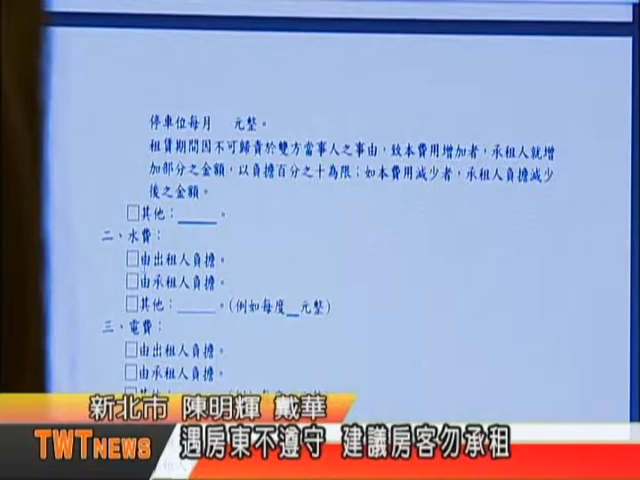 停車位每月　元整。
租賃期間因不可歸責於雙方當事人之事由，致本費用增加者，承租人就增
加部分之金額，以負擔百分之十為限；如本費用減少者，承租人負擔減少
後之金額。
□其他：____。
二、水費：
□由出租人負擔。
□由承租人負擔。
□其他：____。(例如每度__元整)
三、電費：
□由出租人負擔。
□由承租人負擔。
新北市 陳明輝 戴華
TWT NEWS
遇房東不遵守 建議房客勿承租